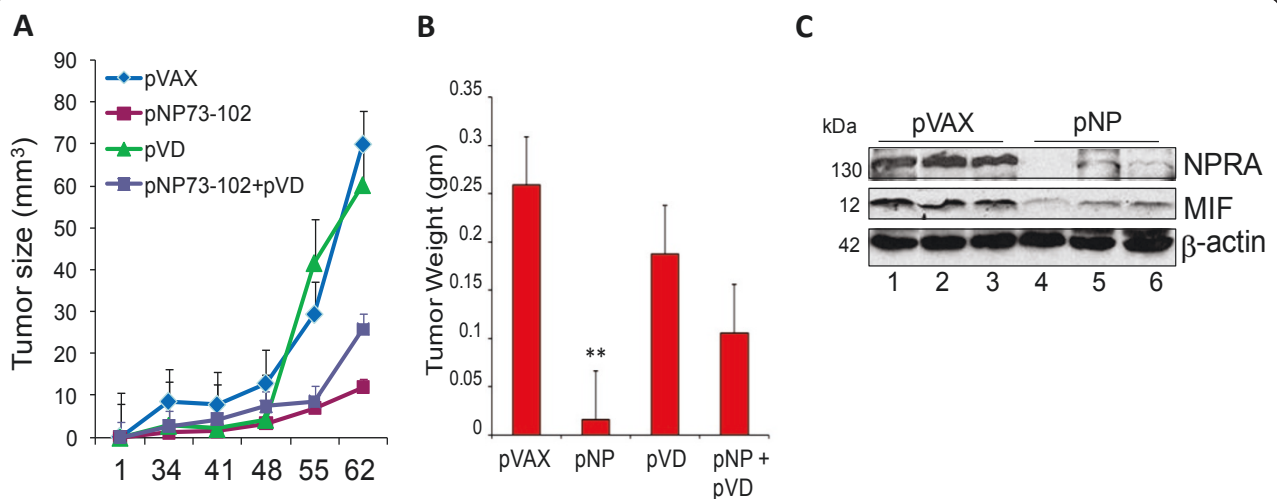 A
Tumor size (mm³)
90
80
70
60
50
40
30
20
10
0
1 34 41 48 55 62
pVAX
pNP73-102
pVD
pNP73-102+pVD
B
Tumor Weight (gm)
0.35
0.3
0.25
0.2
0.15
0.1
0.05
0
**
pVAX pNP pVD pNP +
pVD
C
kDa pVAX pNP
130 NPRA
12 MIF
42 β-actin
1 2 3 4 5 6